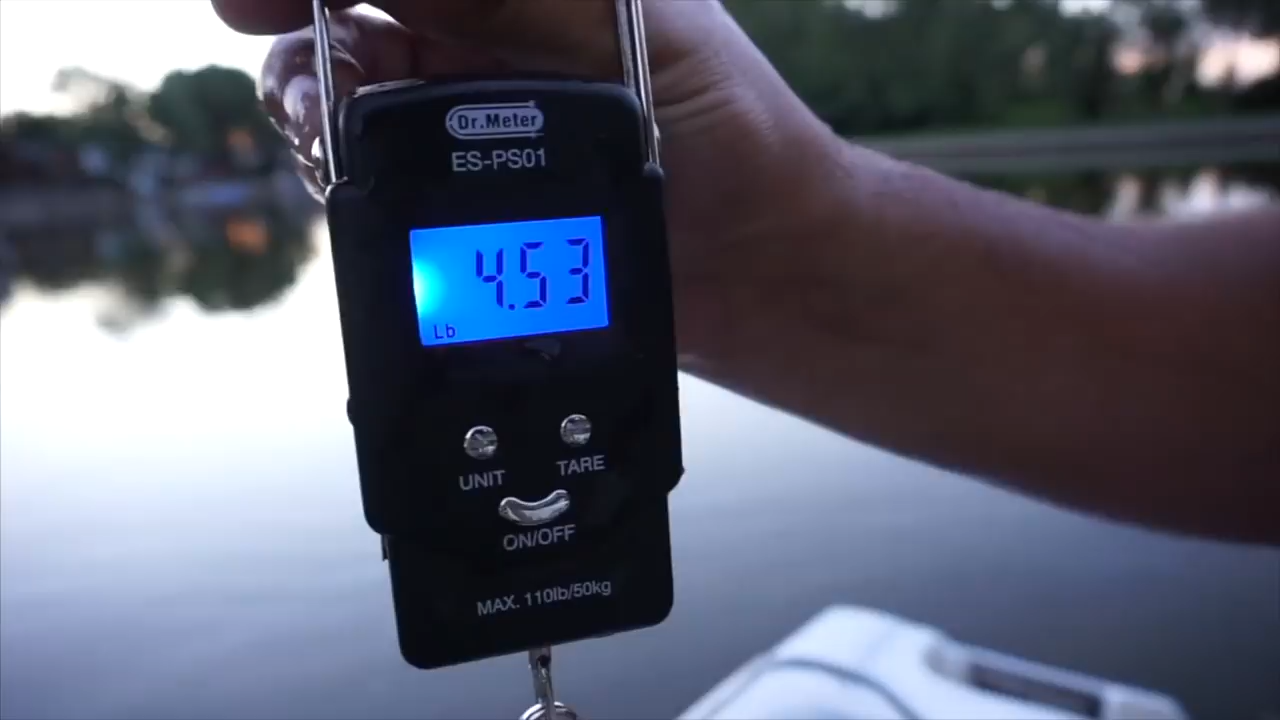 Dr.Meter
ES-PS01
4.53
Lb
UNIT TARE
ON/OFF
MAX. 110lb/50kg